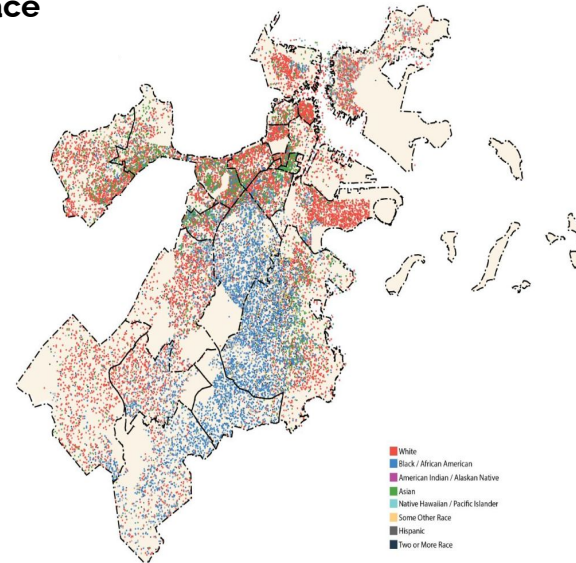 ace
White
Black / African American
American Indian / Alaskan Native
Asian
Native Hawaiian / Pacific Islander
Some Other Race
Hispanic
Two or More Race